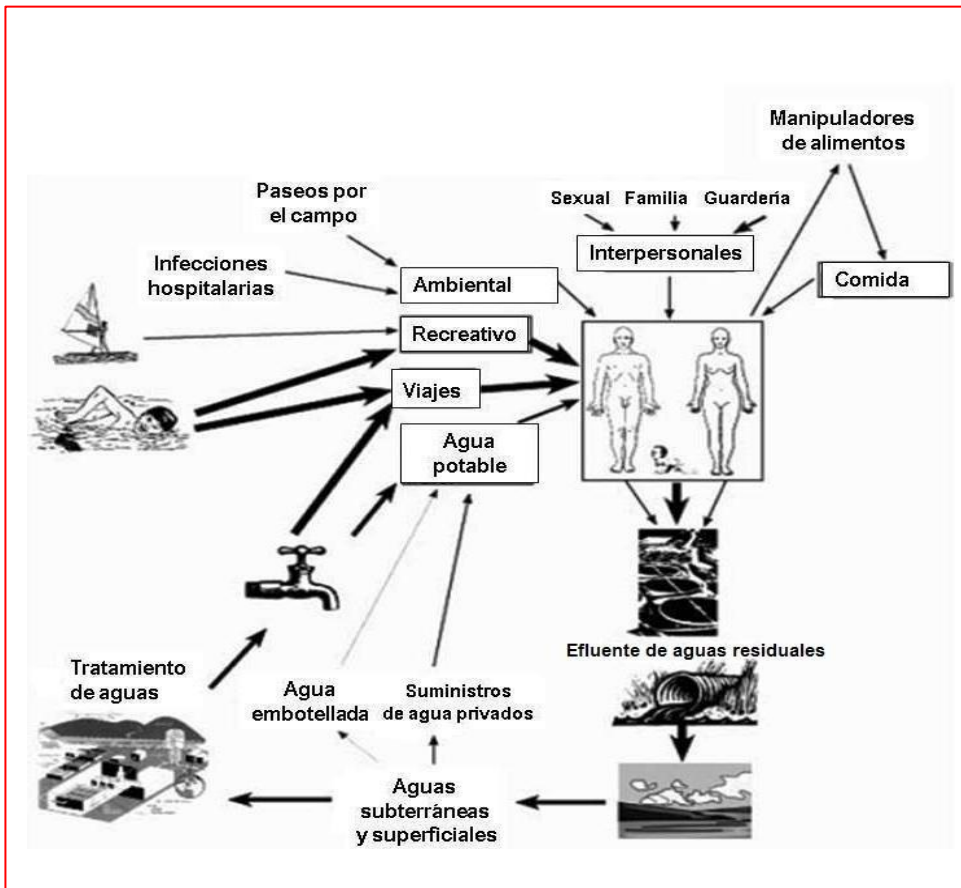 Manipuladores
de alimentos
Paseos por
el campo
Sexual Familia Guardería
Interpersonales
Infecciones
hospitalarias
Ambiental
Comida
Recreativo
Viajes
Agua
potable
Efluente de aguas residuales
Tratamiento
de aguas
Agua
embotellada
Suministros
de agua privados
Aguas
subterráneas
y superficiales